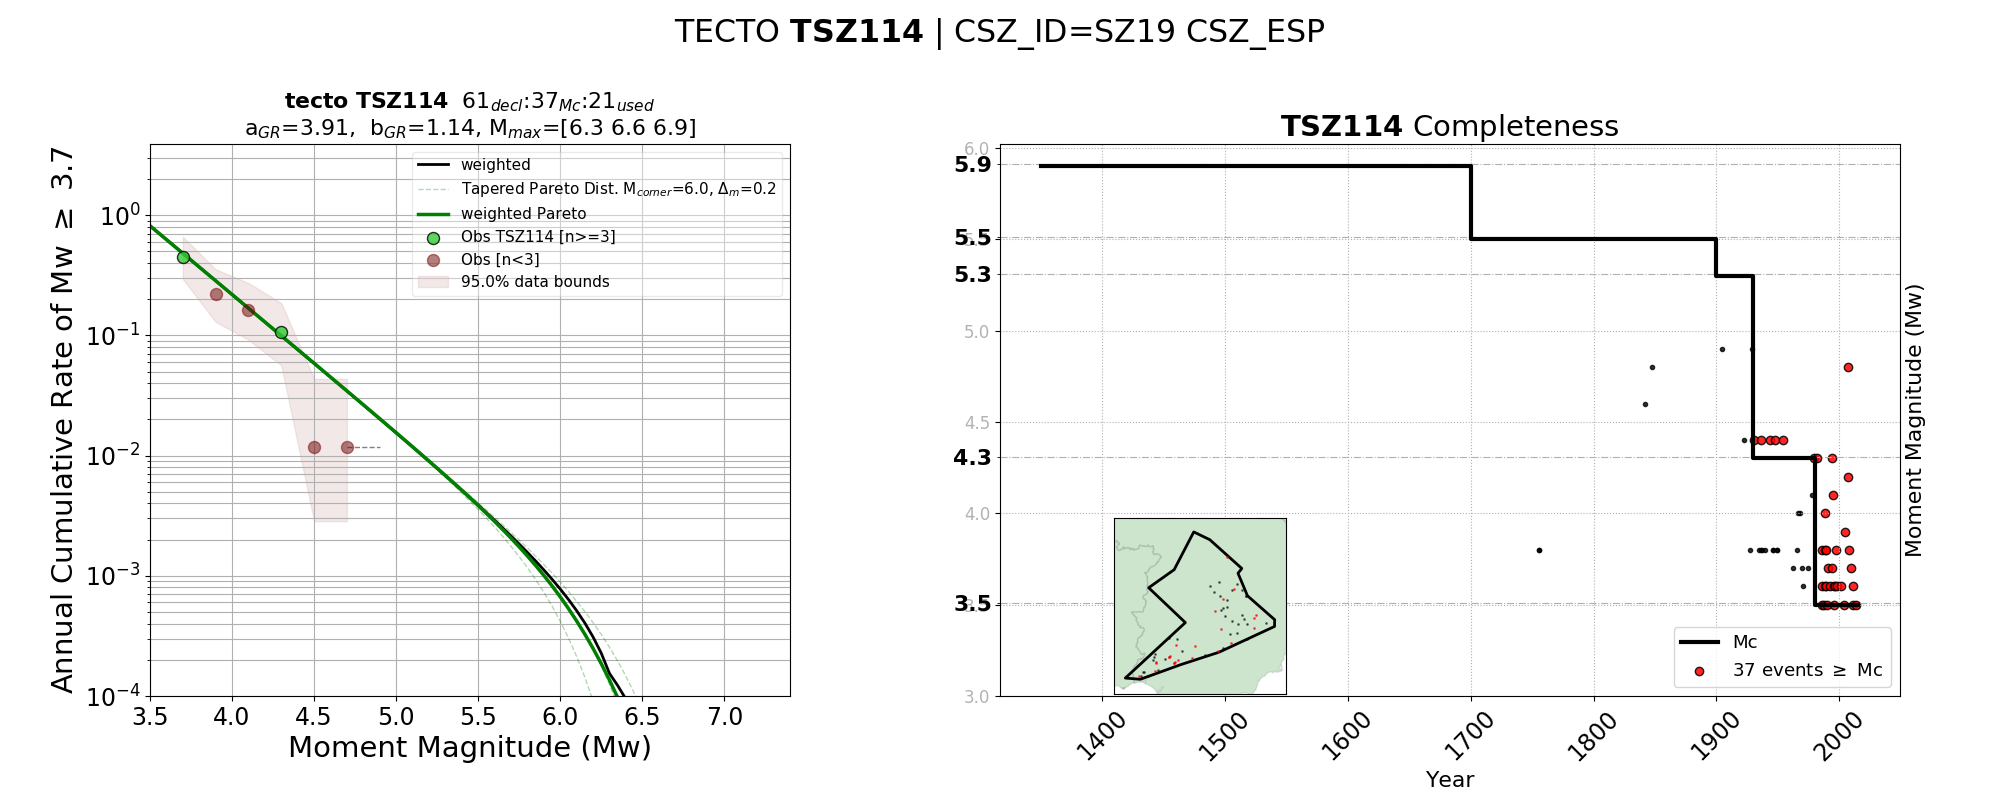 TECTO TSZ114 | CSZ_ID=SZ19 CSZ_ESP
tecto TSZ114 61decl:37Mc:21used
aGR=3.91, bGR=1.14, Mmax=[6.3 6.6 6.9]
Annual Cumulative Rate of Mw ≥ 3.7
10^0
10^−1
10^−2
10^−3
10^−4
weighted
Tapered Pareto Dist. Mcorner=6.0, Δm=0.2
weighted Pareto
Obs TSZ114 [n>=3]
Obs [n<3]
95.0% data bounds
3.5 4.0 4.5 5.0 5.5 6.0 6.5 7.0
Moment Magnitude (Mw)
TSZ114 Completeness
6.0
5.9
5.5
5.3
5.0
4.5
4.3
4.0
3.5
3.0
Mc
37 events ≥ Mc
1400 1500 1600 1700 1800 1900 2000
Year
Moment Magnitude (Mw)